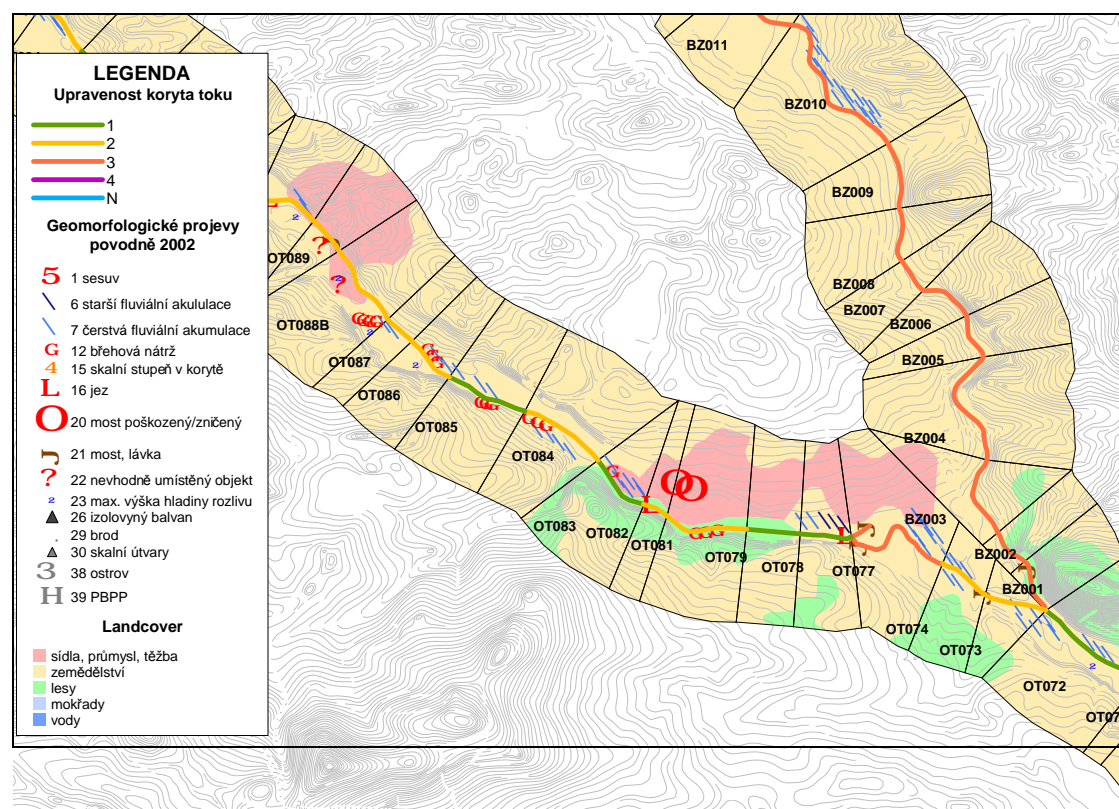 LEGENDA
Upravenost koryta toku
1
2
3
4
N
Geomorfologické projevy
povodně 2002
1 sesuv
6 starší fluviální akululace
7 čerstvá fluviální akumulace
12 břehová nátrž
15 skalní stupeň v korytě
16 jez
20 most poškozený/zničený
21 most, lávka
22 nevhodně umístěný objekt
23 max. výška hladiny rozlivu
26 izolovyný balvan
29 brod
30 skalní útvary
38 ostrov
39 PBPP
Landcover
sídla, průmysl, těžba
zemědělství
lesy
mokřady
vody
BZ011
BZ010
BZ009
BZ008
BZ007
BZ006
BZ005
BZ004
BZ003
BZ002
BZ001
OT089
OT088B
OT087
OT086
OT085
OT084
OT083
OT082
OT081
OT079
OT078
OT077
OT074
OT073
OT072